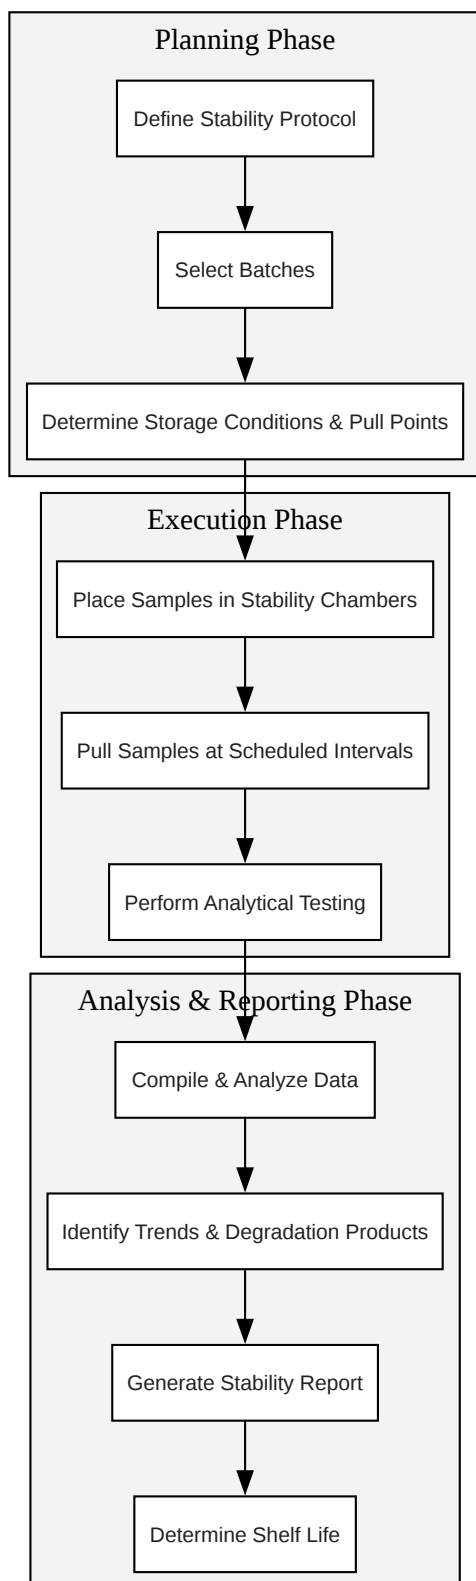 Planning Phase
Define Stability Protocol
Select Batches
Determine Storage Conditions & Pull Points
Execution Phase
Place Samples in Stability Chambers
Pull Samples at Scheduled Intervals
Perform Analytical Testing
Analysis & Reporting Phase
Compile & Analyze Data
Identify Trends & Degradation Products
Generate Stability Report
Determine Shelf Life